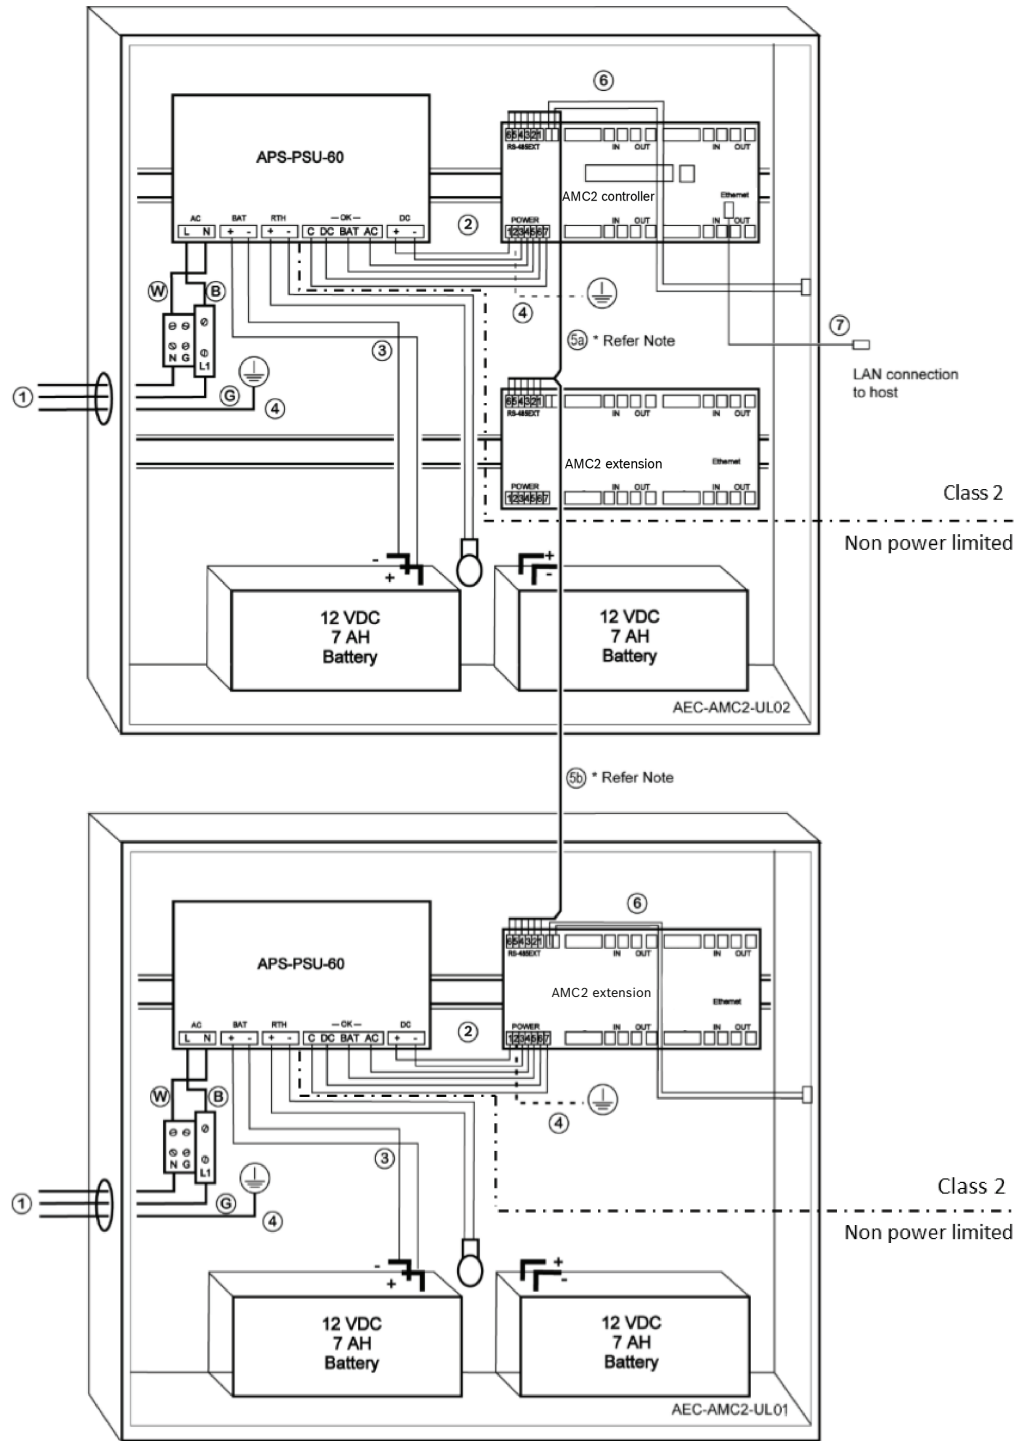 6
654321
RS-485EXT
IN OUT
IN OUT
APS-PSU-60
AMC2 controller
Ethernet
AC BAT RTH OK DC
L N + - + - C DC BAT AC + -
2
POWER
1234567
IN OUT
IN OUT
W B
4
7
5a * Refer Note
3
N G L1
LAN connection
to host
1
G
4
654321
RS-485EXT
IN OUT
IN OUT
AMC2 extension
Ethernet
POWER
1234567
IN OUT
IN OUT
Class 2
Non power limited
- +
+ -
12 VDC
7 AH
Battery
12 VDC
7 AH
Battery
AEC-AMC2-UL02
5b * Refer Note
6
654321
RS-485EXT
IN OUT
IN OUT
APS-PSU-60
AMC2 extension
Ethernet
AC BAT RTH OK DC
L N + - + - C DC BAT AC + -
2
POWER
1234567
IN OUT
IN OUT
W B
4
3
N G L1
1
G
4
Class 2
Non power limited
- +
+ -
12 VDC
7 AH
Battery
12 VDC
7 AH
Battery
AEC-AMC2-UL01